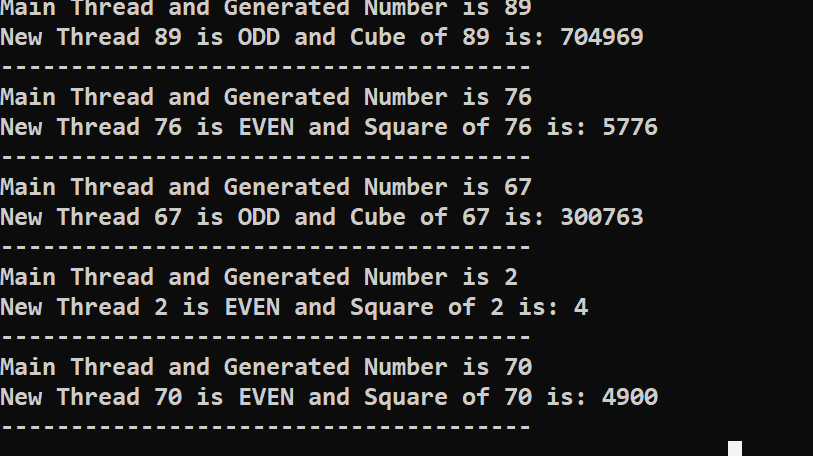 Main Thread and Generated Number is 89
New Thread 89 is ODD and Cube of 89 is: 704969
--------------------------------------
Main Thread and Generated Number is 76
New Thread 76 is EVEN and Square of 76 is: 5776
--------------------------------------
Main Thread and Generated Number is 67
New Thread 67 is ODD and Cube of 67 is: 300763
--------------------------------------
Main Thread and Generated Number is 2
New Thread 2 is EVEN and Square of 2 is: 4
--------------------------------------
Main Thread and Generated Number is 70
New Thread 70 is EVEN and Square of 70 is: 4900
--------------------------------------